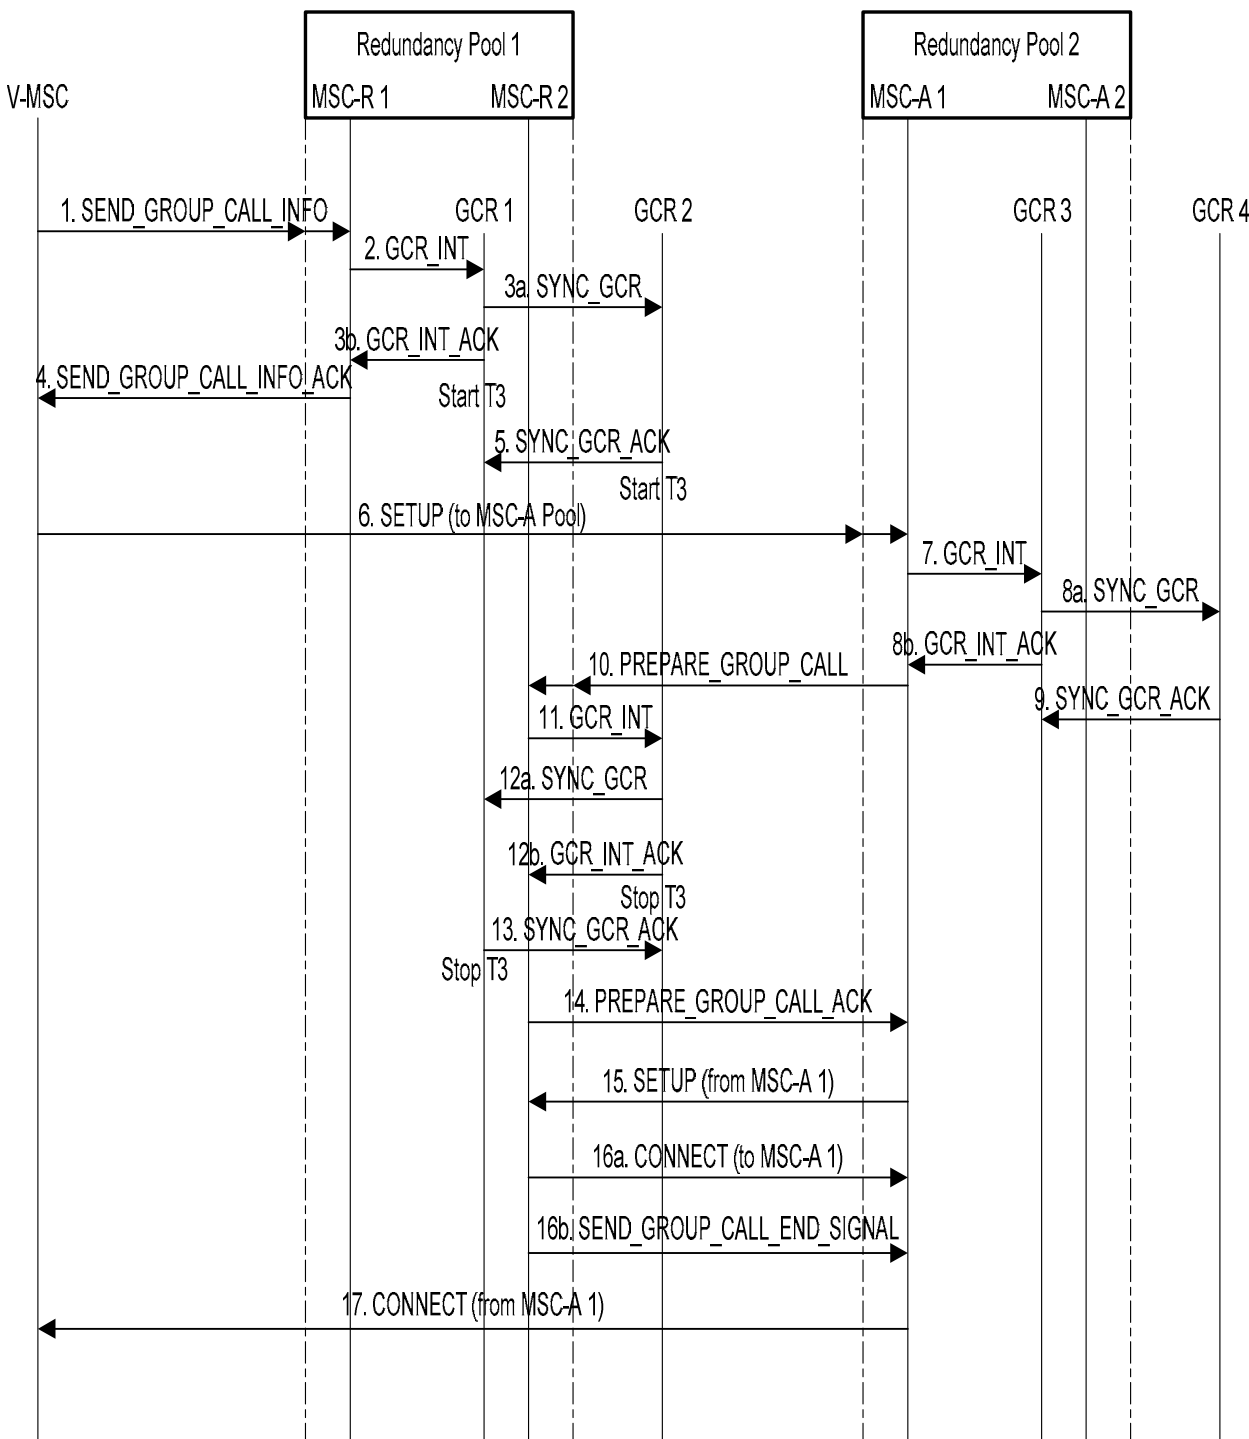 Redundancy Pool 1
Redundancy Pool 2
V-MSC
MSC-R 1
MSC-R 2
MSC-A 1
MSC-A 2
1. SEND_GROUP_CALL_INFO
GCR 1
GCR 2
GCR 3
GCR 4
2. GCR_INT
3a. SYNC_GCR
3b. GCR_INT_ACK
4. SEND_GROUP_CALL_INFO_ACK
Start T3
5. SYNC_GCR_ACK
Start T3
6. SETUP (to MSC-A Pool)
7. GCR_INT
8a. SYNC_GCR
8b. GCR_INT_ACK
10. PREPARE_GROUP_CALL
9. SYNC_GCR_ACK
11. GCR_INT
12a. SYNC_GCR
12b. GCR_INT_ACK
Stop T3
13. SYNC_GCR_ACK
Stop T3
14. PREPARE_GROUP_CALL_ACK
15. SETUP (from MSC-A 1)
16a. CONNECT (to MSC-A 1)
16b. SEND_GROUP_CALL_END_SIGNAL
17. CONNECT (from MSC-A 1)